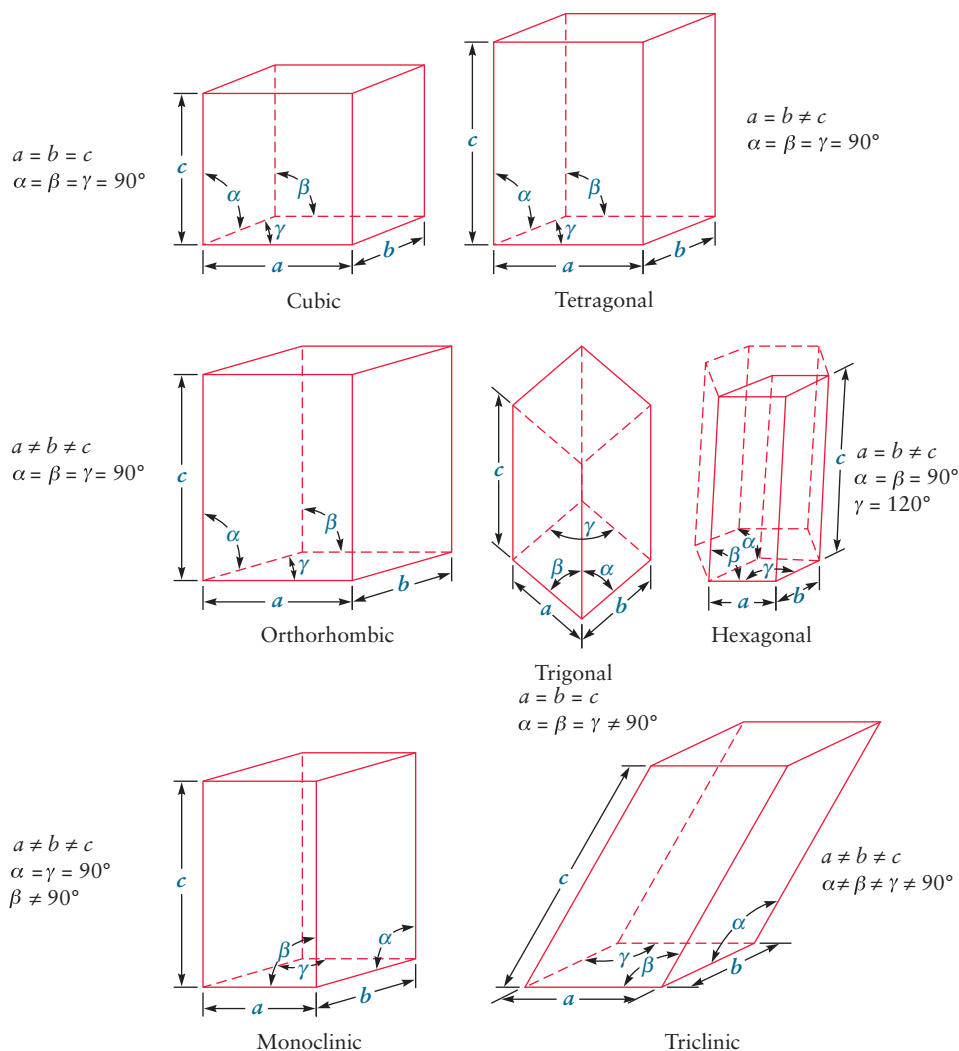 a = b = c
α = β = γ = 90°
c
α
β
γ
a
b
Cubic
c
α
β
γ
a
b
Tetragonal
a = b ≠ c
α = β = γ = 90°
a ≠ b ≠ c
α = β = γ = 90°
c
α
β
γ
a
b
Orthorhombic
c
γ
β
α
a
b
Trigonal
a = b = c
α = β = γ ≠ 90°
c
α
β
γ
a
b
Hexagonal
a = b ≠ c
α = β = 90°
γ = 120°
a ≠ b ≠ c
α = γ = 90°
β ≠ 90°
c
β
γ
α
a
b
Monoclinic
c
α
γ
β
a
b
Triclinic
a ≠ b ≠ c
α ≠ β ≠ γ ≠ 90°